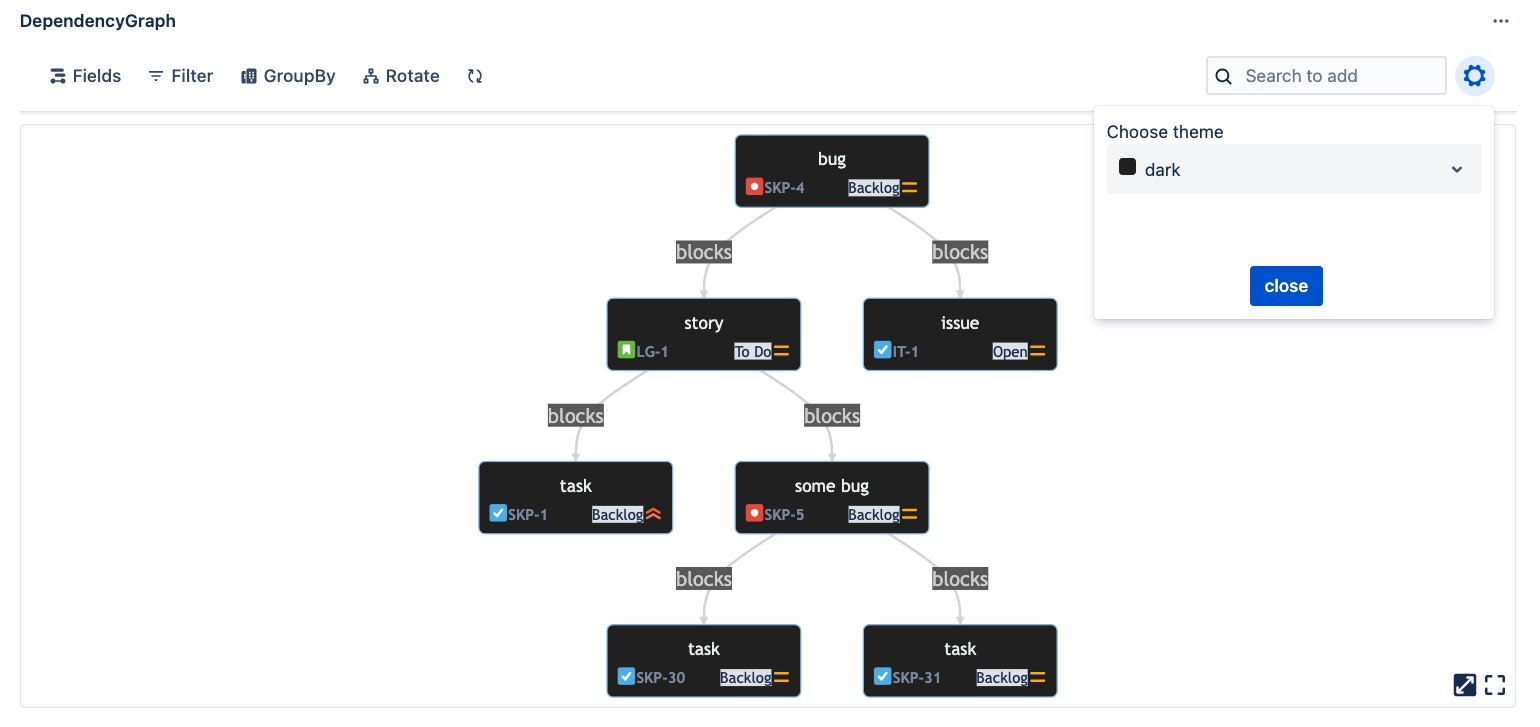 DependencyGraph
Fields Filter GroupBy Rotate
Search to add
Choose theme
dark
close
bug
SKP-4 Backlog
blocks blocks
story
LG-1 To Do
issue
IT-1 Open
blocks blocks
task
SKP-1 Backlog
some bug
SKP-5 Backlog
blocks blocks
task
SKP-30 Backlog
task
SKP-31 Backlog